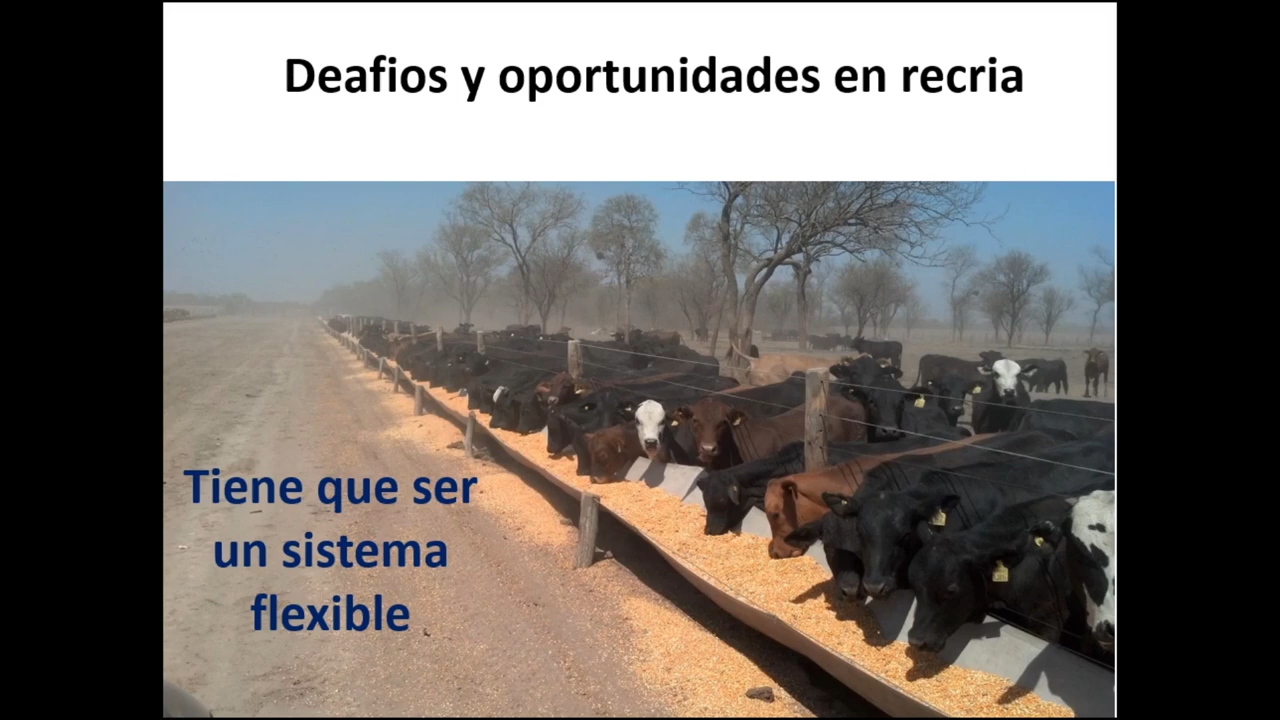 Deafios y oportunidades en recria
Tiene que ser
un sistema
flexible